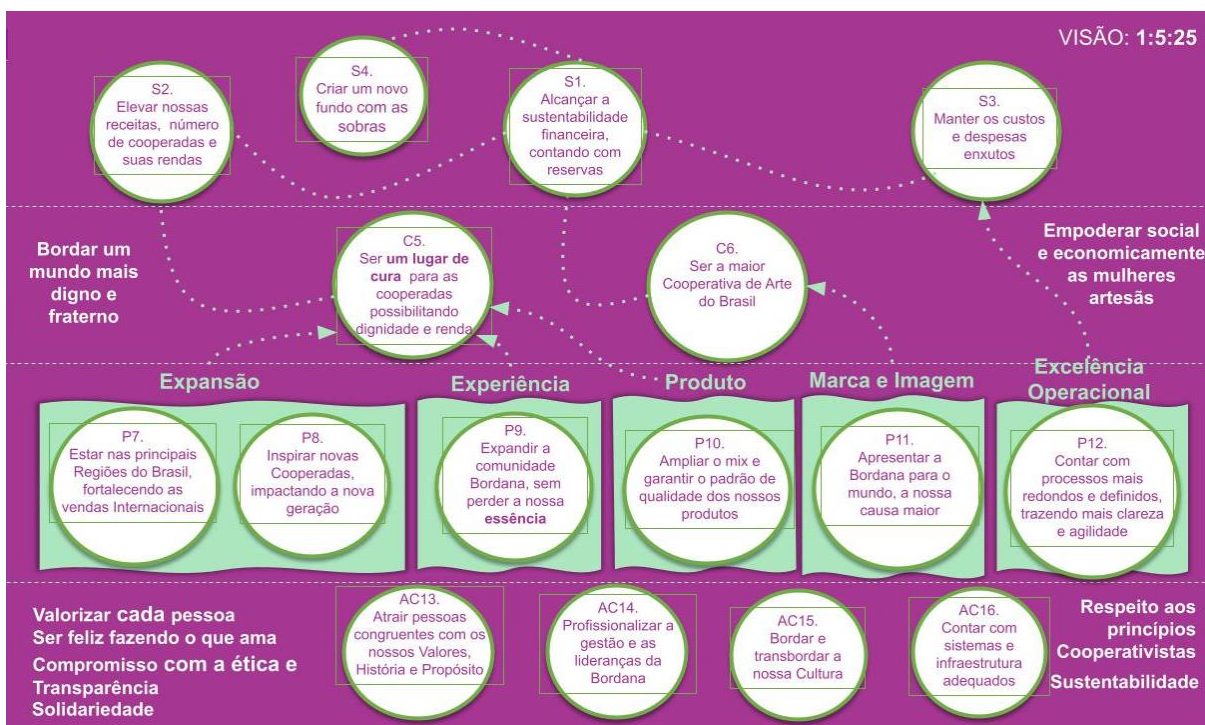 VISÃO: 1:5:25
S2.
Elevar nossas
receitas, número
de cooperadas e
suas rendas
S4.
Criar um novo
fundo com as
sobras
S1.
Alcançar a
sustentabilidade
financeira,
contando com
reservas
S3.
Manter os custos
e despesas
enxutos
Bordar um
mundo mais
digno e
fraterno
C5.
Ser um lugar de
cura para as
cooperadas
possibilitando
dignidade e renda
C6.
Ser a maior
Cooperativa de Arte
do Brasil
Empoderar social
e economicamente
as mulheres
artesãs
Expansão
Experiência
Produto
Marca e Imagem
Excelência
Operacional
P7.
Estar nas principais
Regiões do Brasil,
fortalecendo as
vendas Internacionais
P8.
Inspirar novas
Cooperadas,
impactando a nova
geração
P9.
Expandir a
comunidade
Bordana, sem
perder a nossa
essência
P10.
Ampliar o mix e
garantir o padrão de
qualidade dos nossos
produtos
P11.
Apresentar a
Bordana para o
mundo, a nossa
causa maior
P12.
Contar com
processos mais
redondos e definidos,
trazendo mais clareza
e agilidade
Valorizar cada pessoa
Ser feliz fazendo o que ama
Compromisso com a ética e
Transparência
Solidariedade
AC13.
Atrair pessoas
congruentes com os
nossos Valores,
História e Propósito
AC14.
Profissionalizar a
gestão e as
lideranças da
Bordana
AC15.
Bordar e
transbordar a
nossa Cultura
AC16.
Contar com
sistemas e
infraestrutura
adequados
Respeito aos
princípios
Cooperativistas
Sustentabilidade